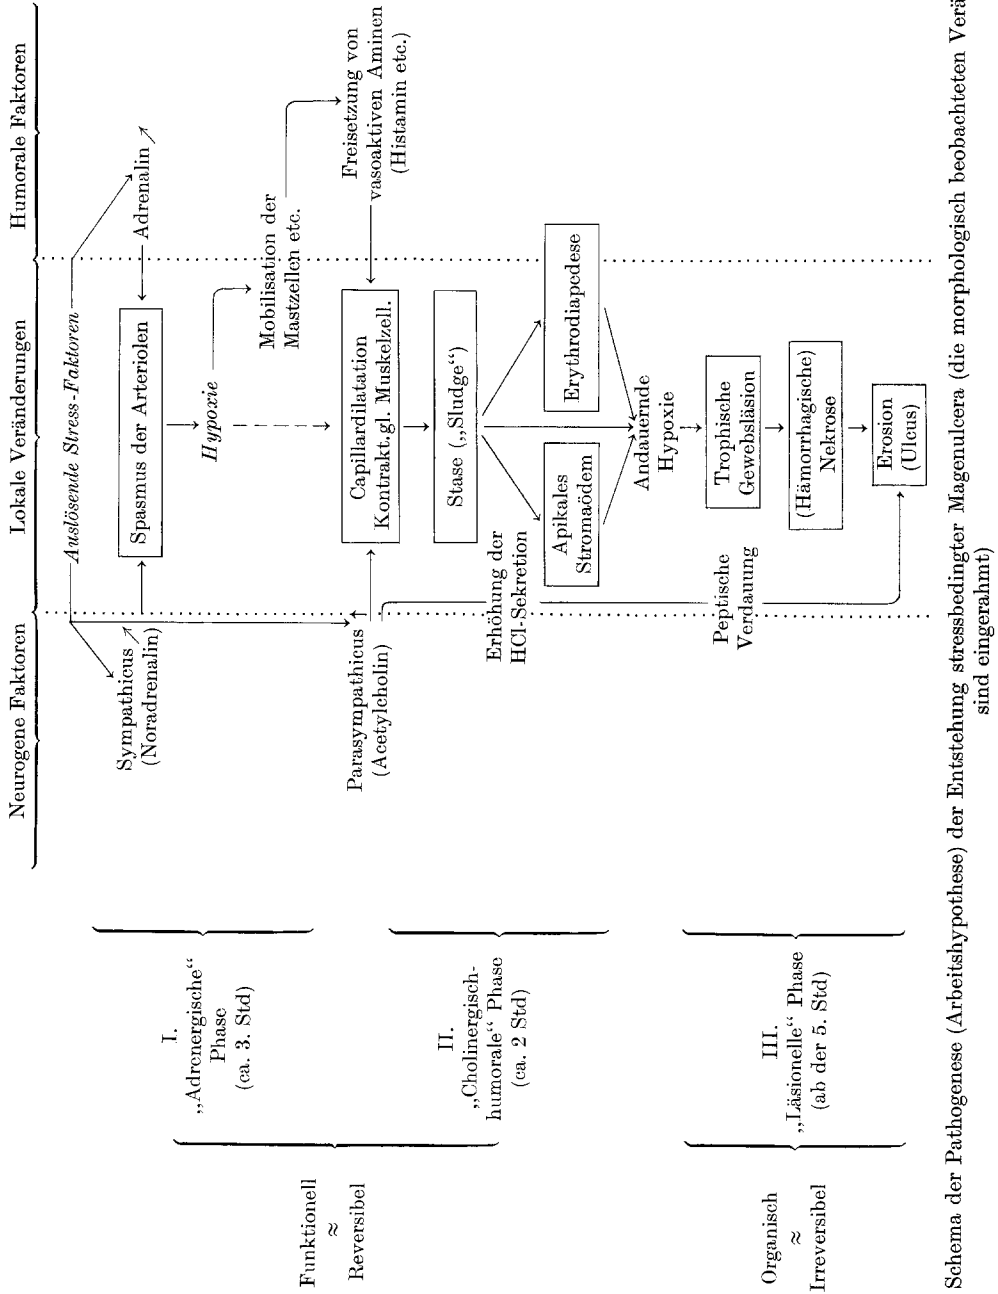 Neurogene Faktoren
Lokale Veränderungen
Humorale Faktoren
Auslösende Stress-Faktoren
Funktionell
≈
Reversibel
I.
„Adrenergische“
Phase
(ca. 3. Std)
Sympathicus ↗
(Noradrenalin)
Spasmus der Arteriolen
Adrenalin ↗
Hypoxie
Mobilisation der
Mastzellen etc.
Freisetzung von
vasoaktiven Aminen
(Histamin etc.)
II.
„Cholinergisch-
humorale“ Phase
(ca. 2 Std)
Parasympathicus
(Acetylcholin)
Capillardilatation
Kontrakt. gl. Muskelzell.
Stase („Sludge“)
Erhöhung der
HCl-Sekretion
Apikales
Stromaödem
Erythrodiapedese
Andauernde
Hypoxie
Organisch
≈
Irreversibel
III.
„Läsionelle“ Phase
(ab der 5. Std)
Peptische
Verdauung
Trophische
Gewebsläsion
(Hämorrhagische)
Nekrose
Erosion
(Ulcus)
Schema der Pathogenese (Arbeitshypothese) der Entstehung stressbedingter Magenulcera (die morphologisch beobachteten Verä
sind eingerahmt)